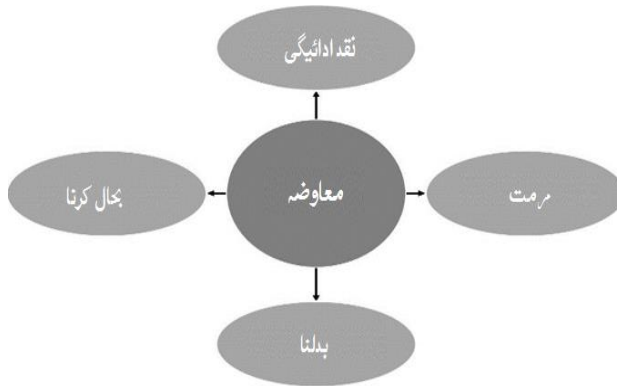 نقد ادائیگی
بحال کرنا
معاوضہ
مرمت
بدلنا